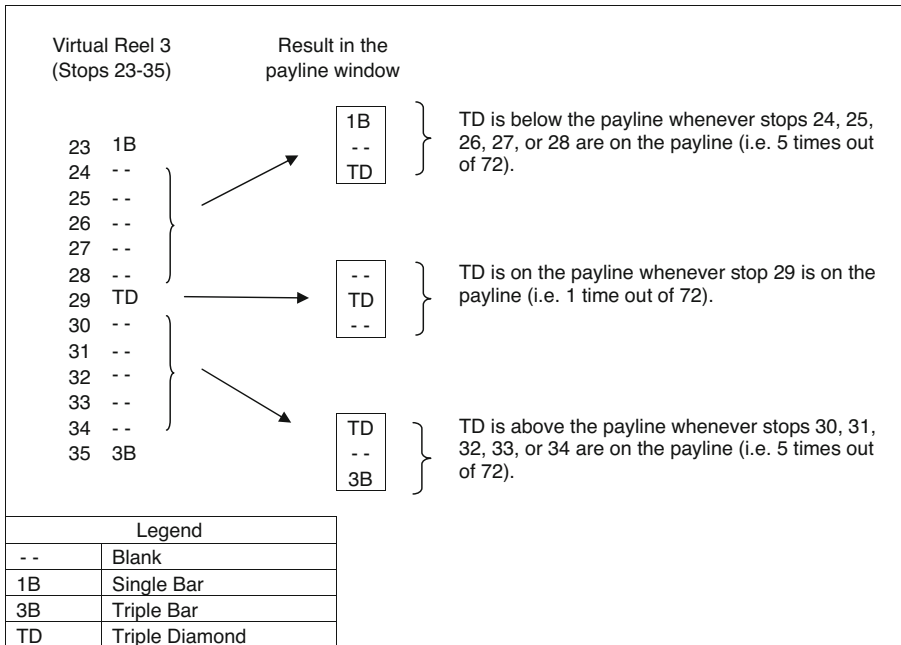 Virtual Reel 3
(Stops 23-35)
Result in the
payline window
23 1B
24 - -
25 - -
26 - -
27 - -
28 - -
29 TD
30 - -
31 - -
32 - -
33 - -
34 - -
35 3B
1B
- -
TD
TD is below the payline whenever stops 24, 25,
26, 27, or 28 are on the payline (i.e. 5 times out
of 72).
- -
TD
- -
TD is on the payline whenever stop 29 is on the
payline (i.e. 1 time out of 72).
TD
- -
3B
TD is above the payline whenever stops 30, 31,
32, 33, or 34 are on the payline (i.e. 5 times out
of 72).
Legend
- - Blank
1B Single Bar
3B Triple Bar
TD Triple Diamond